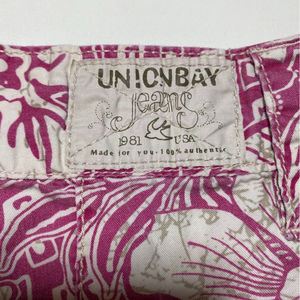 UNIONBAY
Jeans
1981 USA
Made for you-100% authentic